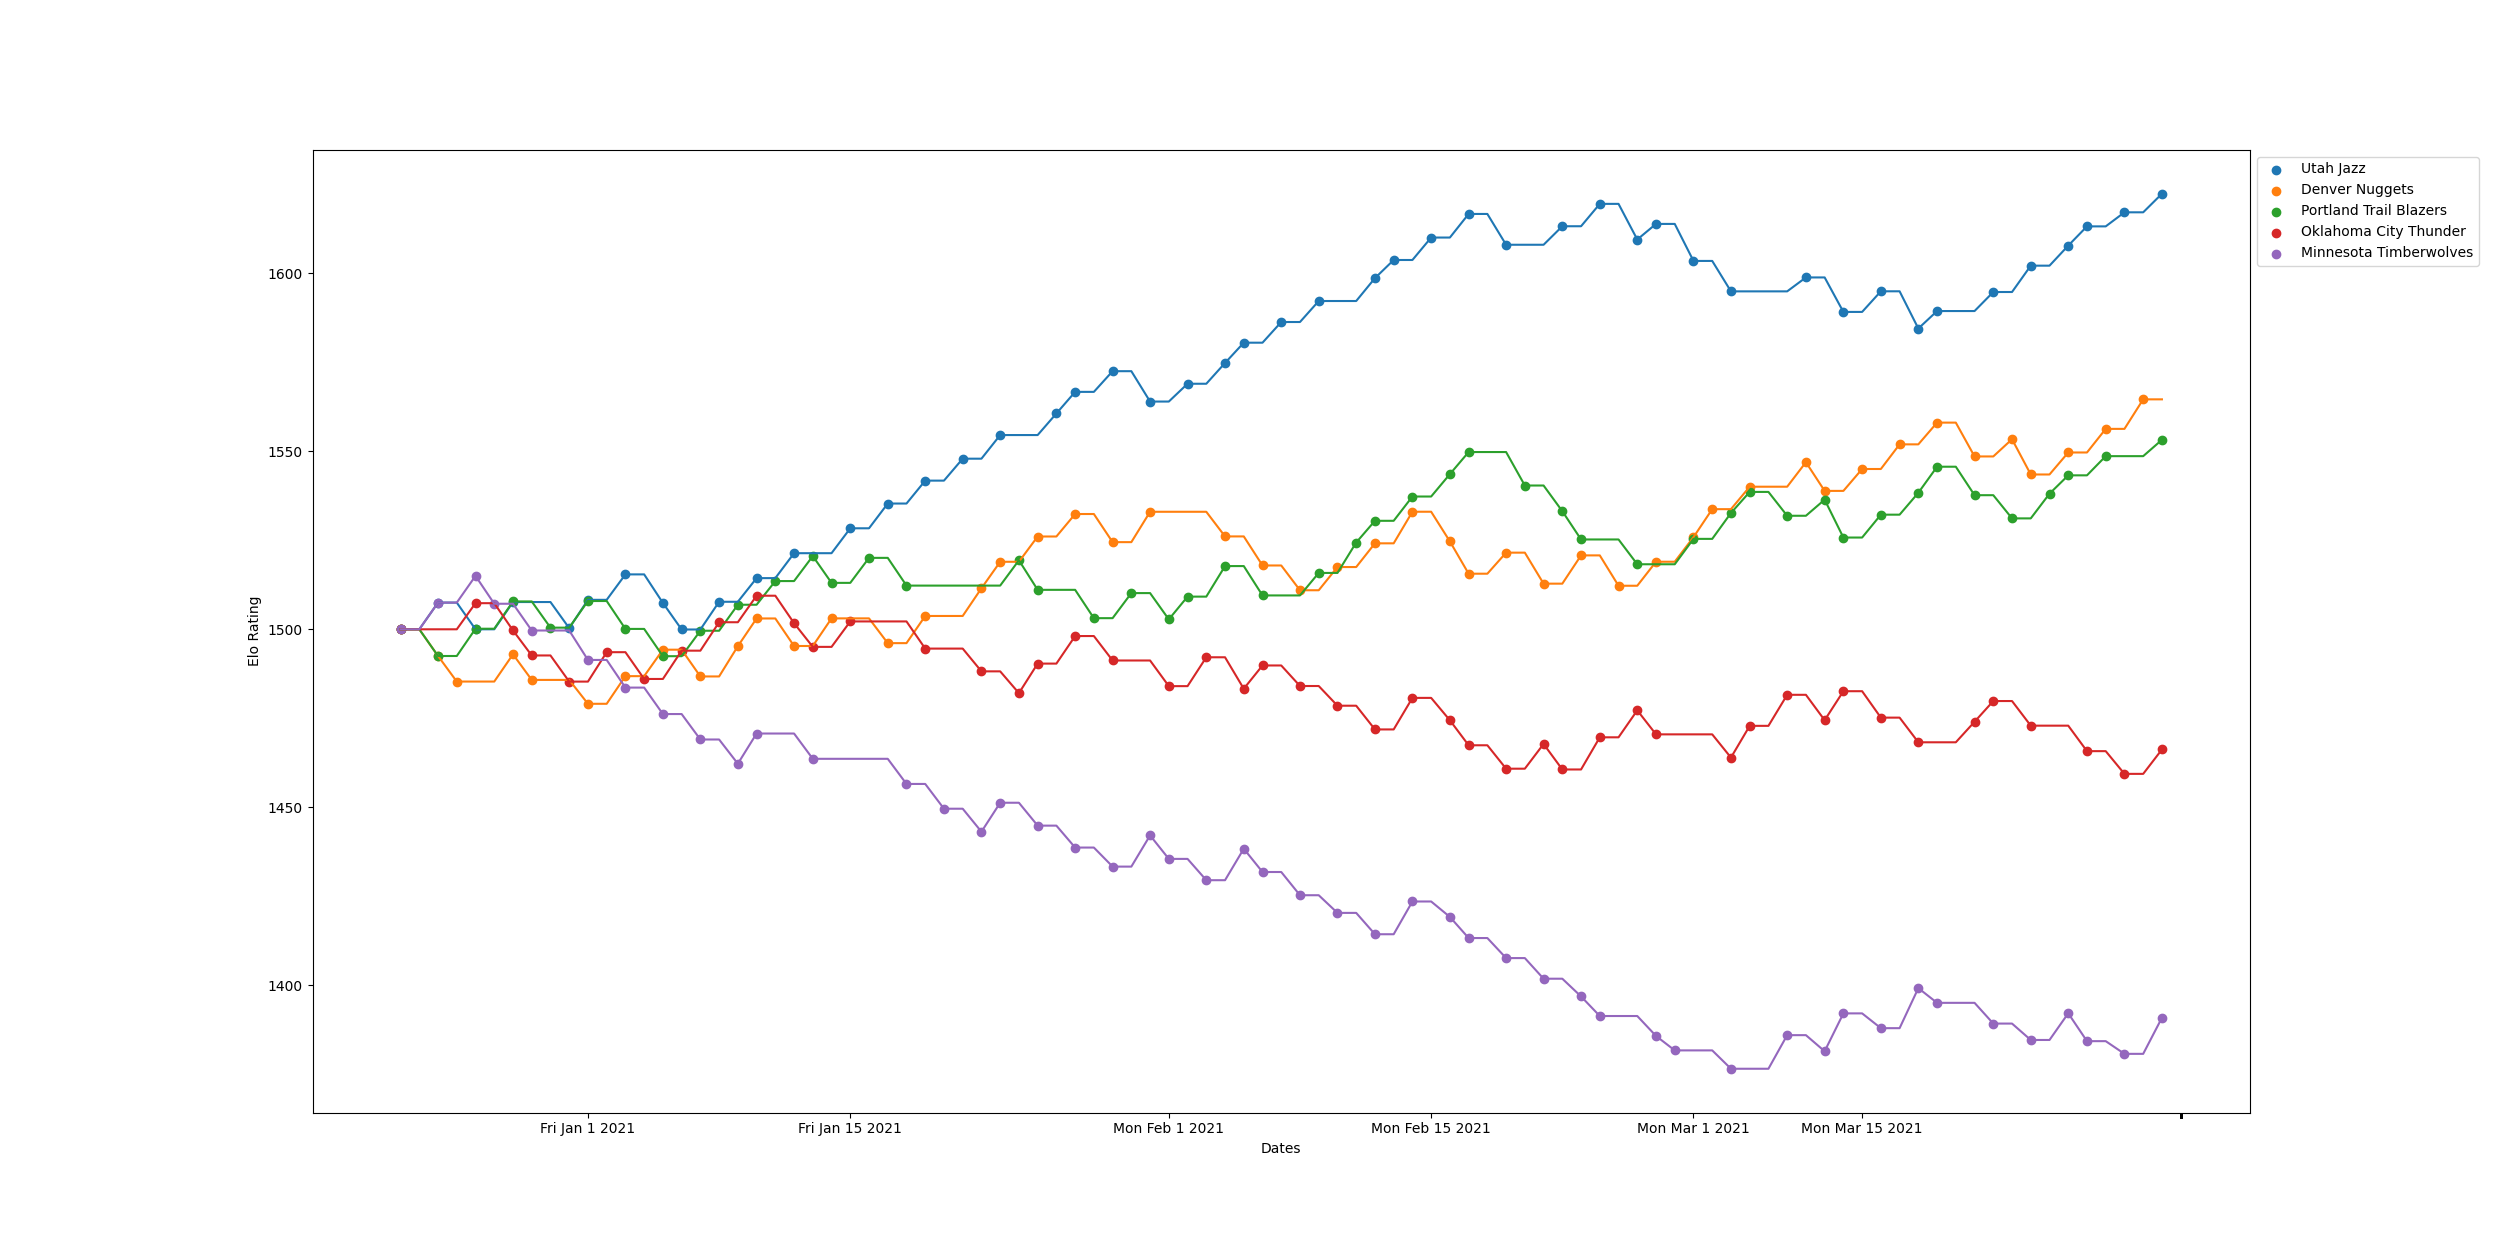 Utah Jazz
Denver Nuggets
Portland Trail Blazers
Oklahoma City Thunder
Minnesota Timberwolves
1600
1550
1500
1450
1400
Elo Rating
Fri Jan 1 2021
Fri Jan 15 2021
Mon Feb 1 2021
Mon Feb 15 2021
Mon Mar 1 2021
Mon Mar 15 2021
Dates